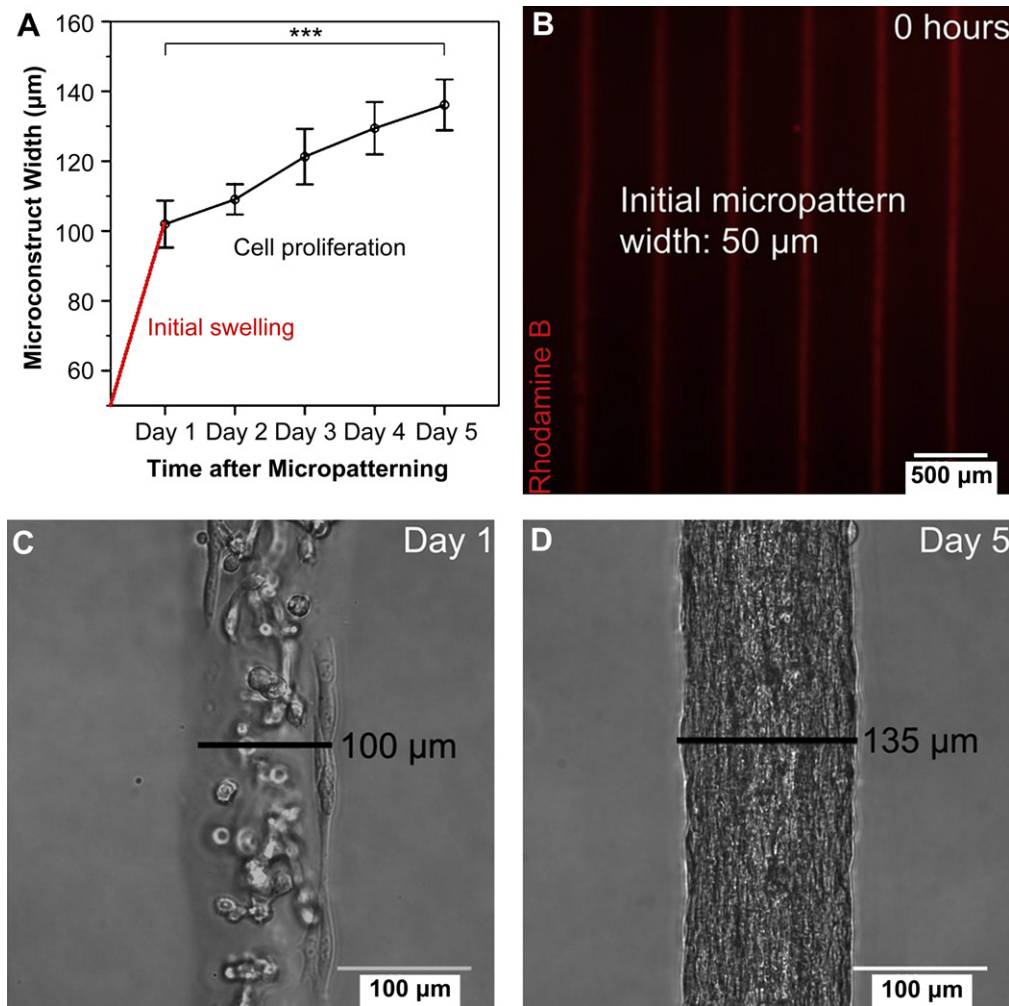 A
160
140
120
100
80
60
Microconstruct Width (µm)
***
Cell proliferation
Initial swelling
Day 1 Day 2 Day 3 Day 4 Day 5
Time after Micropatterning
B
0 hours
Initial micropattern
width: 50 µm
Rhodamine B
500 µm
C
Day 1
100 µm
100 µm
D
Day 5
135 µm
100 µm